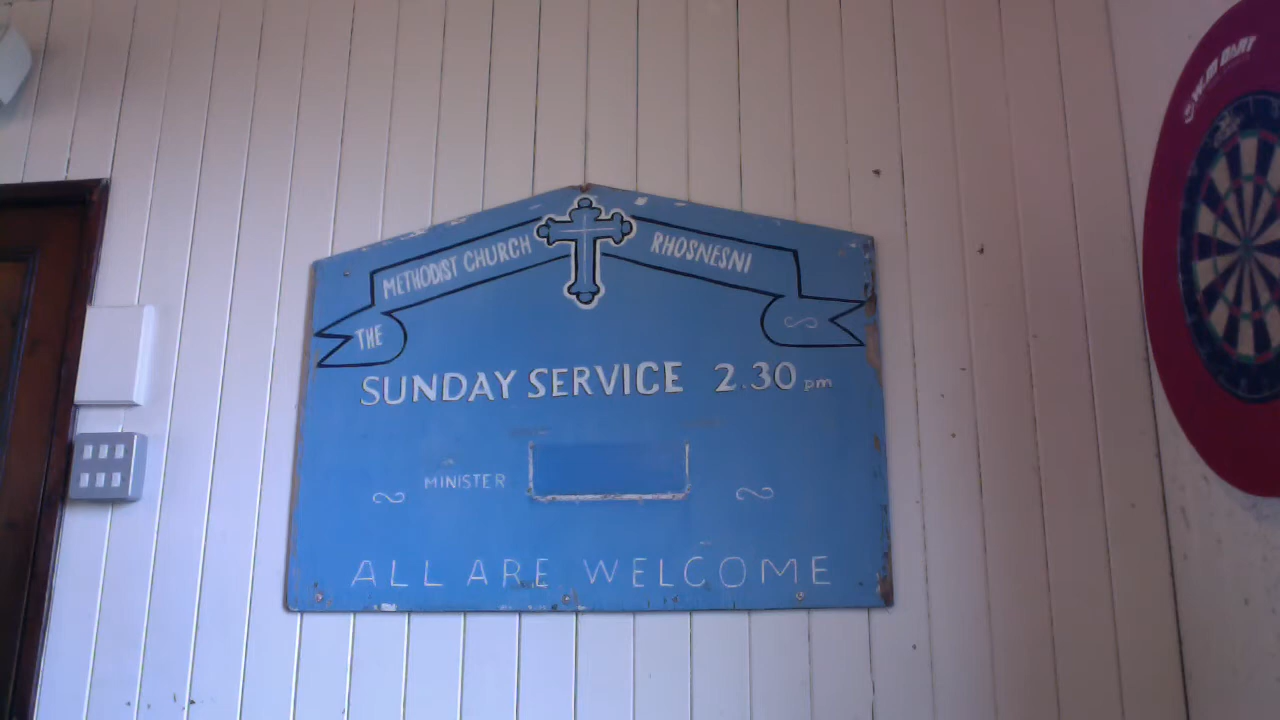 THE METHODIST CHURCH RHOSNESNI
SUNDAY SERVICE 2.30 pm
MINISTER
ALL ARE WELCOME